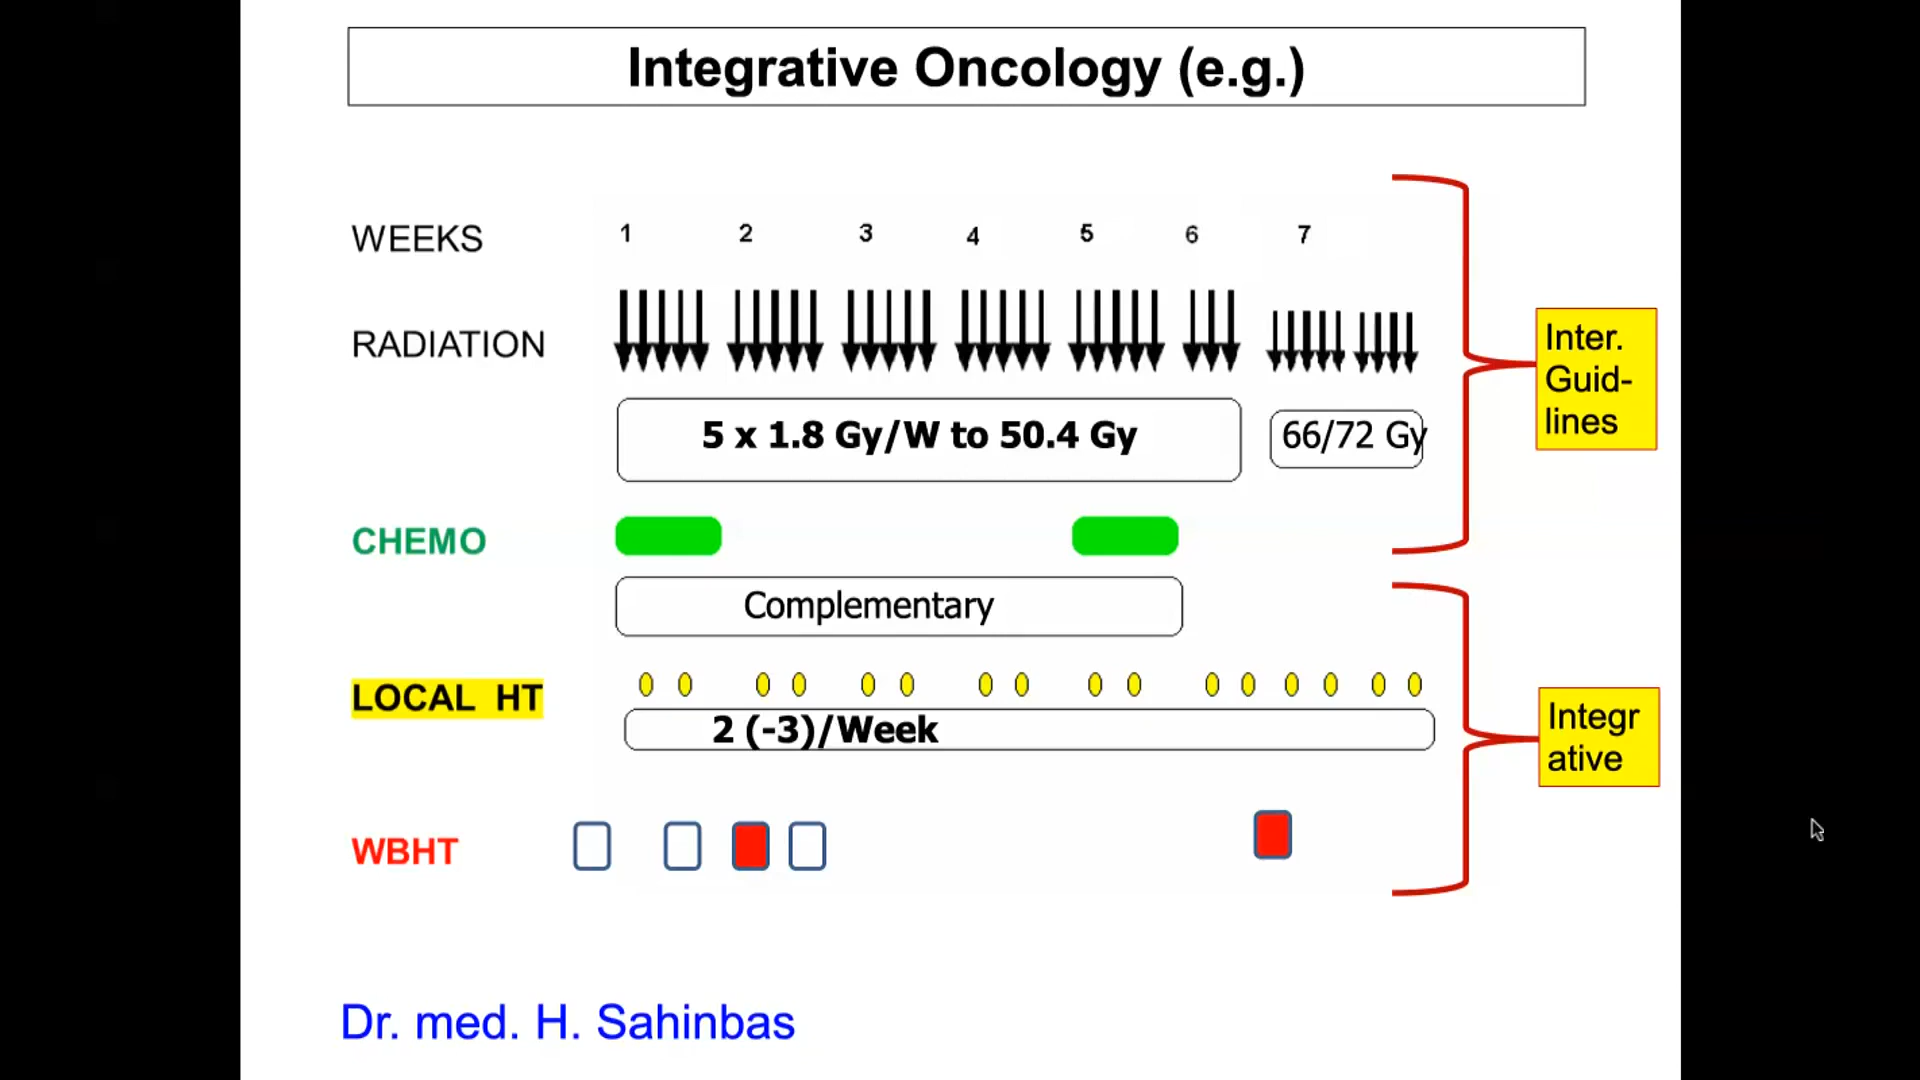 Integrative Oncology (e.g.)
WEEKS 1 2 3 4 5 6 7
RADIATION
5 x 1.8 Gy/W to 50.4 Gy
66/72 Gy
Inter.
Guid-
lines
CHEMO
Complementary
LOCAL HT
2 (-3)/Week
Integr
ative
WBHT
Dr. med. H. Sahinbas